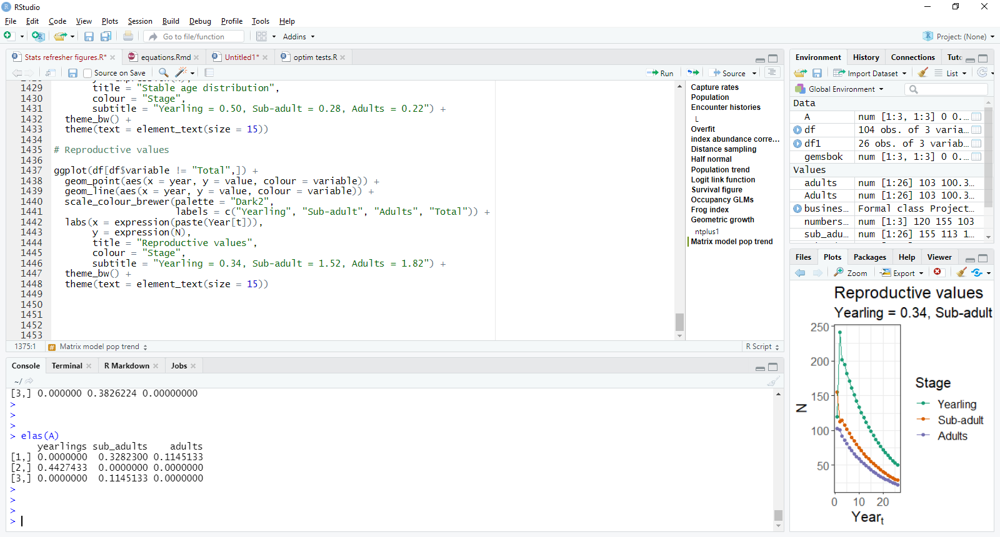 RStudio
File Edit Code View Plots Session Build Debug Profile Tools Help
Go to file/function Addins Project: (None)
Stats refresher figures.R* equations.Rmd Untitled1* optim tests.R
Source on Save Run Source
1429 title = "Stable age distribution",
1430 colour = "Stage",
1431 subtitle = "Yearling = 0.50, Sub-adult = 0.28, Adults = 0.22") +
1432 theme_bw() +
1433 theme(text = element_text(size = 15))
1434
1435 # Reproductive values
1436
1437 ggplot(df[df$variable != "Total",]) +
1438 geom_point(aes(x = year, y = value, colour = variable)) +
1439 geom_line(aes(x = year, y = value, colour = variable)) +
1440 scale_colour_brewer(palette = "Dark2",
1441 labels = c("Yearling", "Sub-adult", "Adults", "Total")) +
1442 labs(x = expression(paste(Year[t])),
1443 y = expression(N),
1444 title = "Reproductive values",
1445 colour = "Stage",
1446 subtitle = "Yearling = 0.34, Sub-adult = 1.52, Adults = 1.82") +
1447 theme_bw() +
1448 theme(text = element_text(size = 15))
1449
1450
1451
1452
1453
1375:1 # Matrix model pop trend R Script
Capture rates
Population
Encounter histories
L
Overfit
index abundance corre...
Distance sampling
Half normal
Population trend
Logit link function
Survival figure
Occupancy GLMs
Frog index
Geometric growth
ntplus1
Matrix model pop trend
Console Terminal R Markdown Jobs
~/
[3,] 0.000000 0.3826224 0.00000000
>
>
>
> elas(A)
yearlings sub_adults adults
[1,] 0.0000000 0.3282300 0.1145133
[2,] 0.4427433 0.0000000 0.0000000
[3,] 0.0000000 0.1145133 0.0000000
>
>
>
>
Environment History Connections Tuto
Import Dataset List
Global Environment
Data
A num [1:3, 1:3] 0 0....
df 104 obs. of 3 varia...
df1 26 obs. of 3 variab...
gemsbok num [1:3, 1:3] 0 0....
Values
adults num [1:26] 103 100.3...
Adults num [1:26] 103 100.3...
busines... Formal class Project...
numbers... num [1:3] 120 155 103
sub_adu... num [1:26] 155 113 1...
Files Plots Packages Help Viewer
Zoom Export
Reproductive values
Yearling = 0.34, Sub-adult
250
200
150
100
50
N
0 10 20
Yeart
Stage
Yearling
Sub-adult
Adults